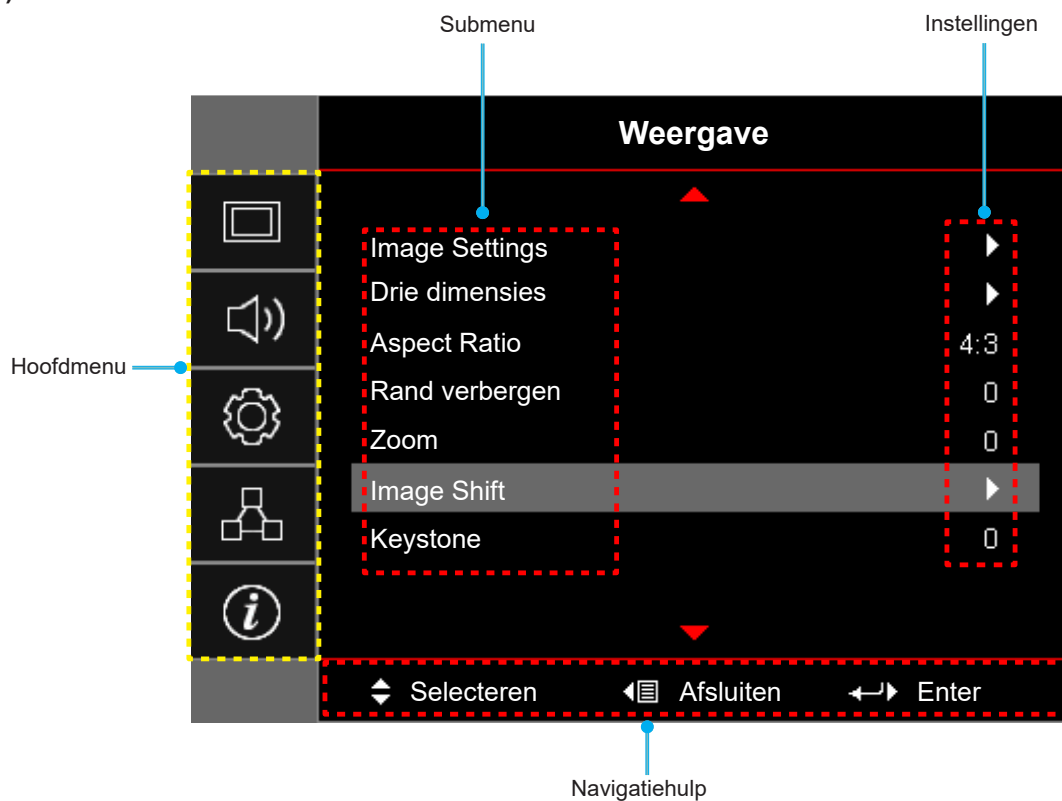 Submenu
Instellingen
Weergave
Image Settings
Drie dimensies
Aspect Ratio 4:3
Hoofdmenu
Rand verbergen 0
Zoom 0
Image Shift
Keystone 0
Selecteren Afsluiten Enter
Navigatiehulp